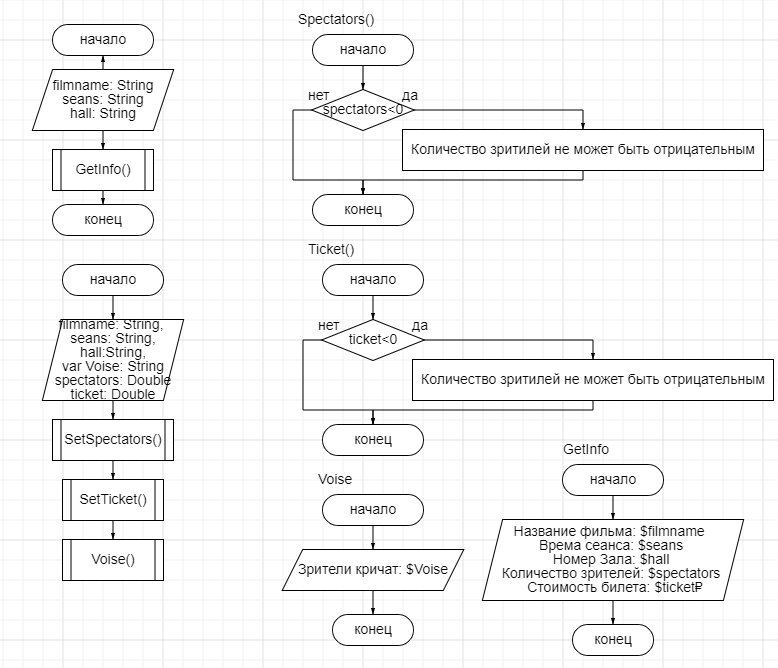 начало
filmname: String
seans: String
hall: String
GetInfo()
конец
Spectators()
начало
нет
да
spectators<0
Количество зритилей не может быть отрицательным
конец
начало
filmname: String,
seans: String,
hall:String,
var Voise: String
spectators: Double
ticket: Double
SetSpectators()
SetTicket()
Voise()
Ticket()
начало
нет
да
ticket<0
Количество зритилей не может быть отрицательным
конец
Voise
начало
Зрители кричат: $Voise
конец
GetInfo
начало
Название фильма: $filmname
Врема сеанса: $seans
Номер Зала: $hall
Количество зрителей: $spectators
Стоимость билета: $ticket₽
конец